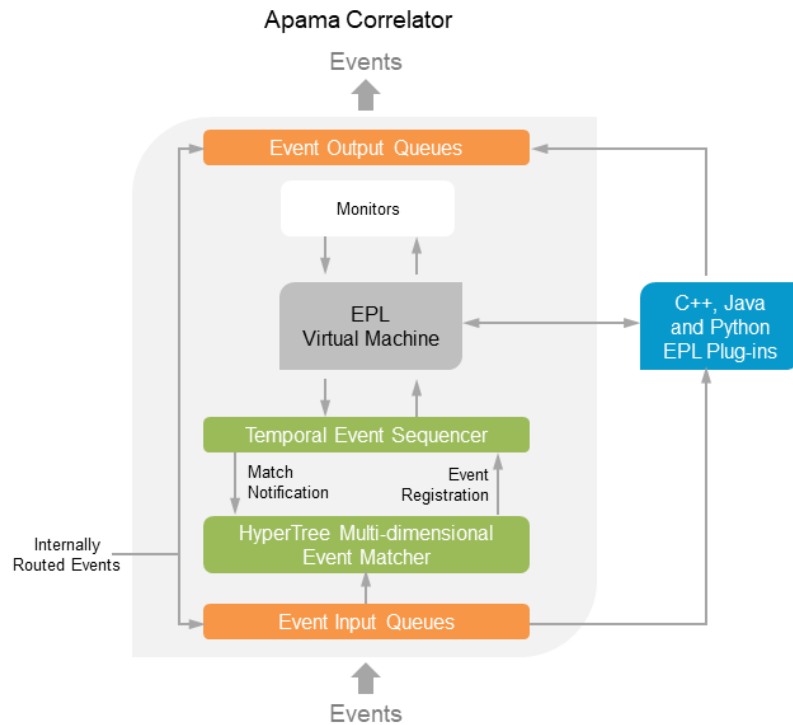 Apama Correlator
Events
Event Output Queues
Monitors
EPL
Virtual Machine
C++, Java
and Python
EPL Plug-ins
Temporal Event Sequencer
Match
Notification
Event
Registration
HyperTree Multi-dimensional
Event Matcher
Internally
Routed Events
Event Input Queues
Events